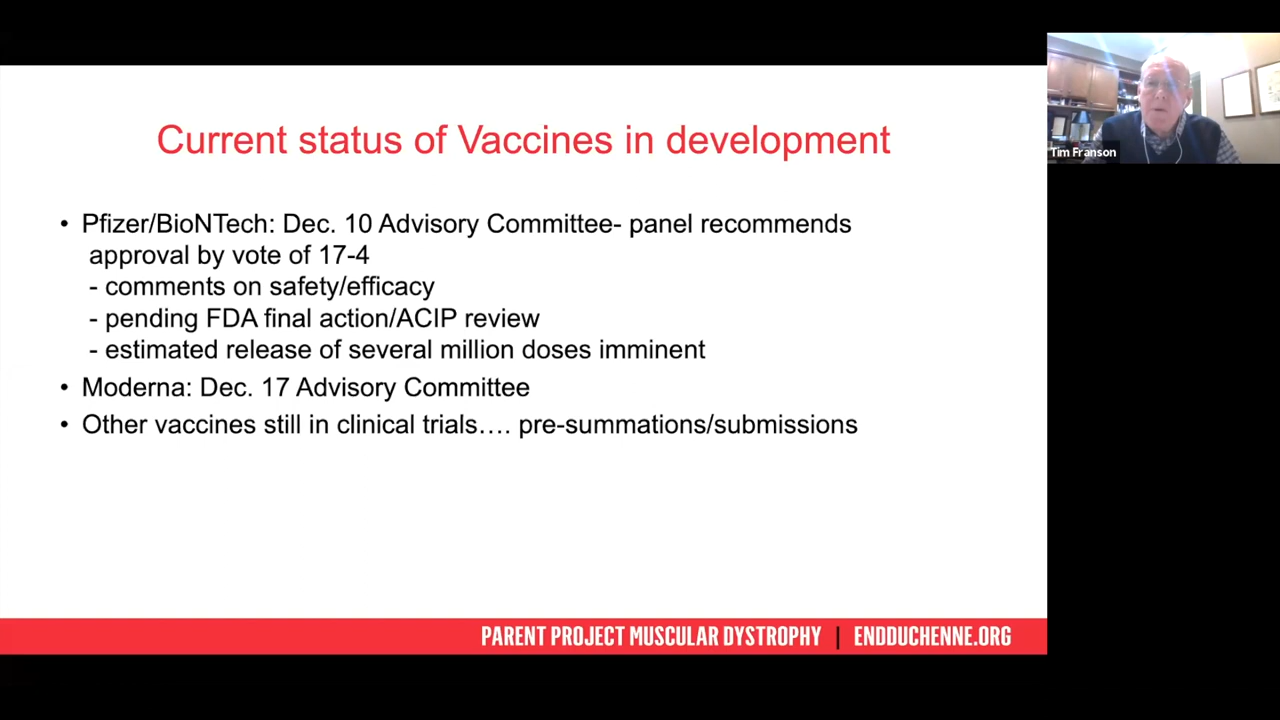 Current status of Vaccines in development
Tim Franson
• Pfizer/BioNTech: Dec. 10 Advisory Committee- panel recommends
approval by vote of 17-4
- comments on safety/efficacy
- pending FDA final action/ACIP review
- estimated release of several million doses imminent
• Moderna: Dec. 17 Advisory Committee
• Other vaccines still in clinical trials…. pre-summations/submissions
PARENT PROJECT MUSCULAR DYSTROPHY | ENDDUCHENNE.ORG